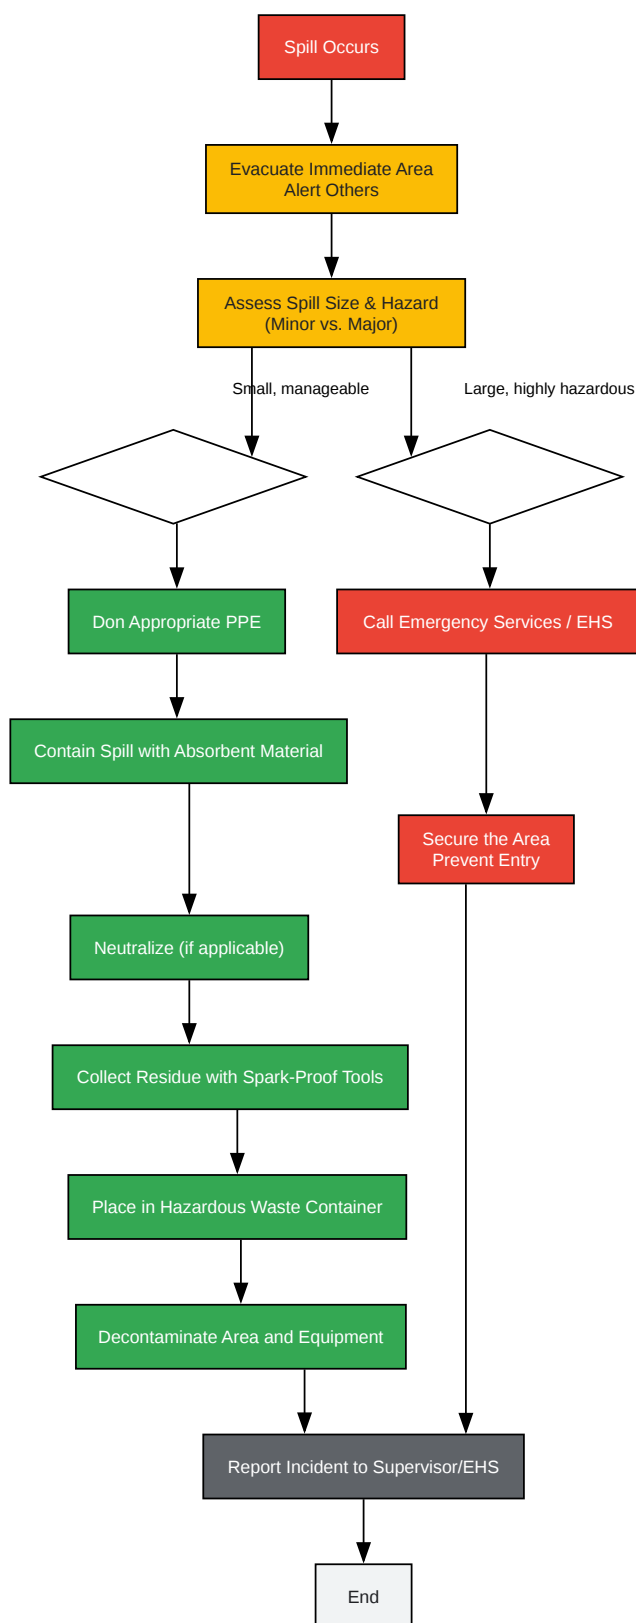 Spill Occurs
Evacuate Immediate Area
Alert Others
Assess Spill Size & Hazard
(Minor vs. Major)
Small, manageable
Large, highly hazardous
Don Appropriate PPE
Call Emergency Services / EHS
Contain Spill with Absorbent Material
Secure the Area
Prevent Entry
Neutralize (if applicable)
Collect Residue with Spark-Proof Tools
Place in Hazardous Waste Container
Decontaminate Area and Equipment
Report Incident to Supervisor/EHS
End